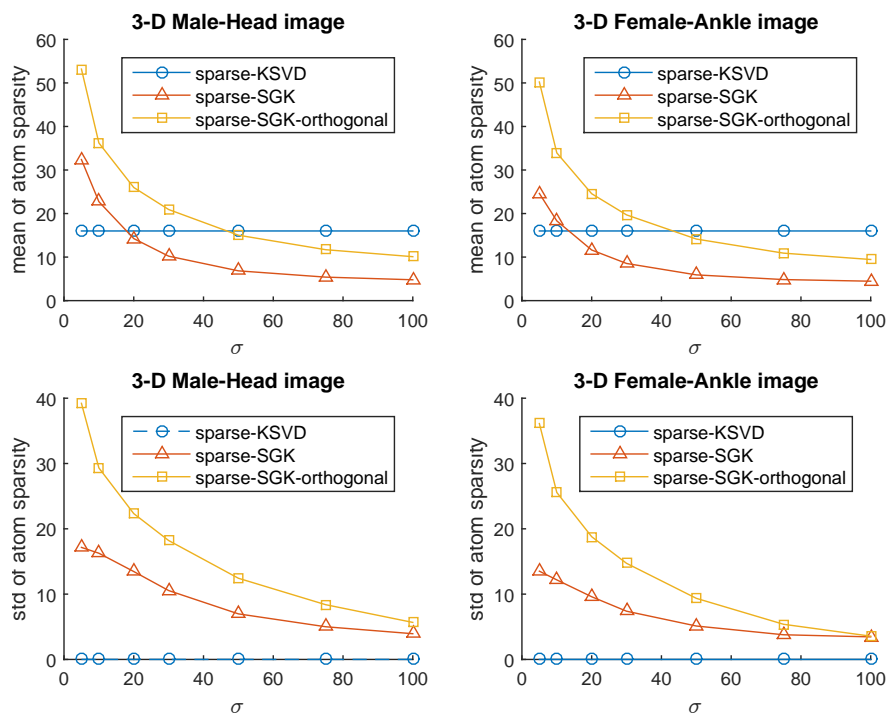 3-D Male-Head image
60
50
40
30
20
10
0
mean of atom sparsity
sparse-KSVD
sparse-SGK
sparse-SGK-orthogonal
0 20 40 60 80 100
σ
3-D Female-Ankle image
60
50
40
30
20
10
0
mean of atom sparsity
sparse-KSVD
sparse-SGK
sparse-SGK-orthogonal
0 20 40 60 80 100
σ
3-D Male-Head image
40
30
20
10
0
std of atom sparsity
sparse-KSVD
sparse-SGK
sparse-SGK-orthogonal
0 20 40 60 80 100
σ
3-D Female-Ankle image
40
30
20
10
0
std of atom sparsity
sparse-KSVD
sparse-SGK
sparse-SGK-orthogonal
0 20 40 60 80 100
σ